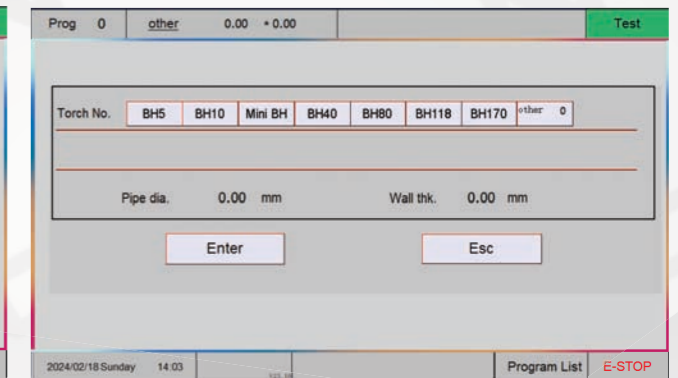 Prog 0 other 0.00 * 0.00 Test
Torch No. BH5 BH10 Mini BH BH40 BH80 BH118 BH170 other 0
Pipe dia. 0.00 mm Wall thk. 0.00 mm
Enter Esc
2024/02/18 Sunday 14:03 Program List E-STOP